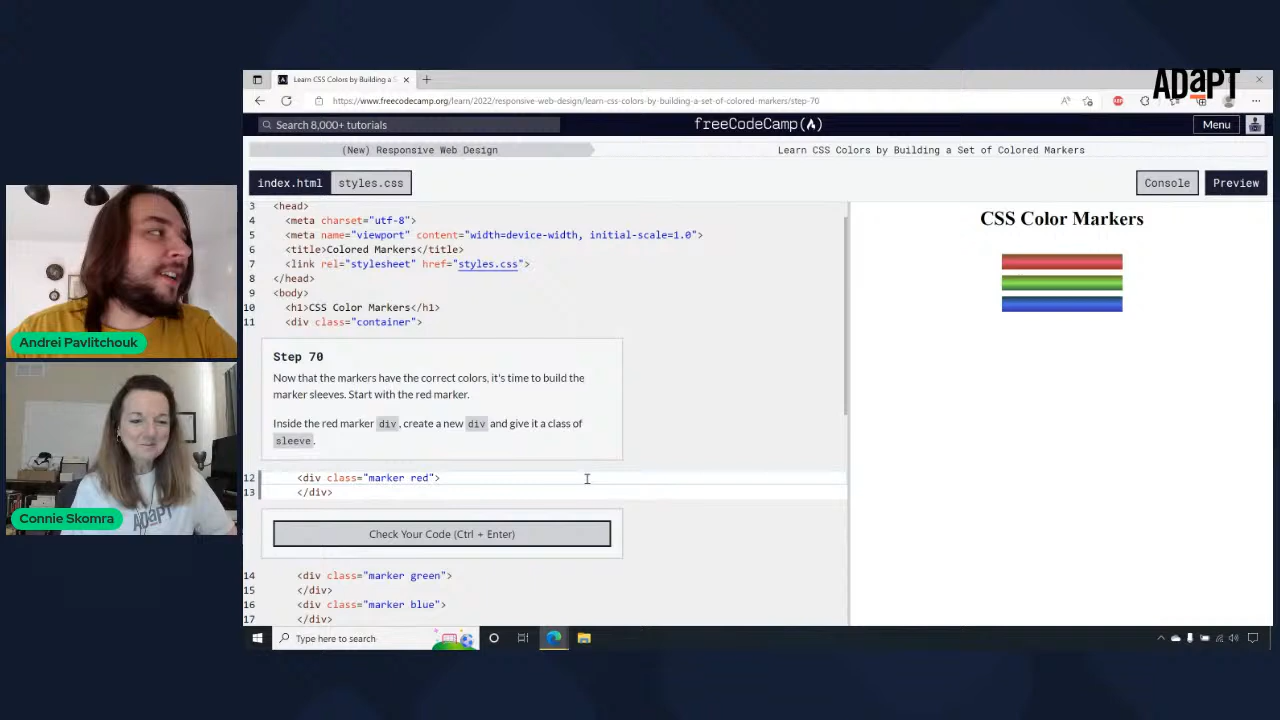 ADAPT
Learn CSS Colors by Building a S
https://www.freecodecamp.org/learn/2022/responsive-web-design/learn-css-colors-by-building-a-set-of-colored-markers/step-70
Search 8,000+ tutorials
freeCodeCamp
Menu
(New) Responsive Web Design
Learn CSS Colors by Building a Set of Colored Markers
index.html
styles.css
Console
Preview
3 <head>
4 <meta charset="utf-8">
5 <meta name="viewport" content="width=device-width, initial-scale=1.0">
6 <title>Colored Markers</title>
7 <link rel="stylesheet" href="styles.css">
8 </head>
9 <body>
10 <h1>CSS Color Markers</h1>
11 <div class="container">
Step 70
Now that the markers have the correct colors, it's time to build the
marker sleeves. Start with the red marker.
Inside the red marker div, create a new div and give it a class of
sleeve.
12 <div class="marker red">
13 </div>
Check Your Code (Ctrl + Enter)
14 <div class="marker green">
15 </div>
16 <div class="marker blue">
17 </div>
CSS Color Markers
Andrei Pavlitchouk
ADAPT
Connie Skomra
Type here to search